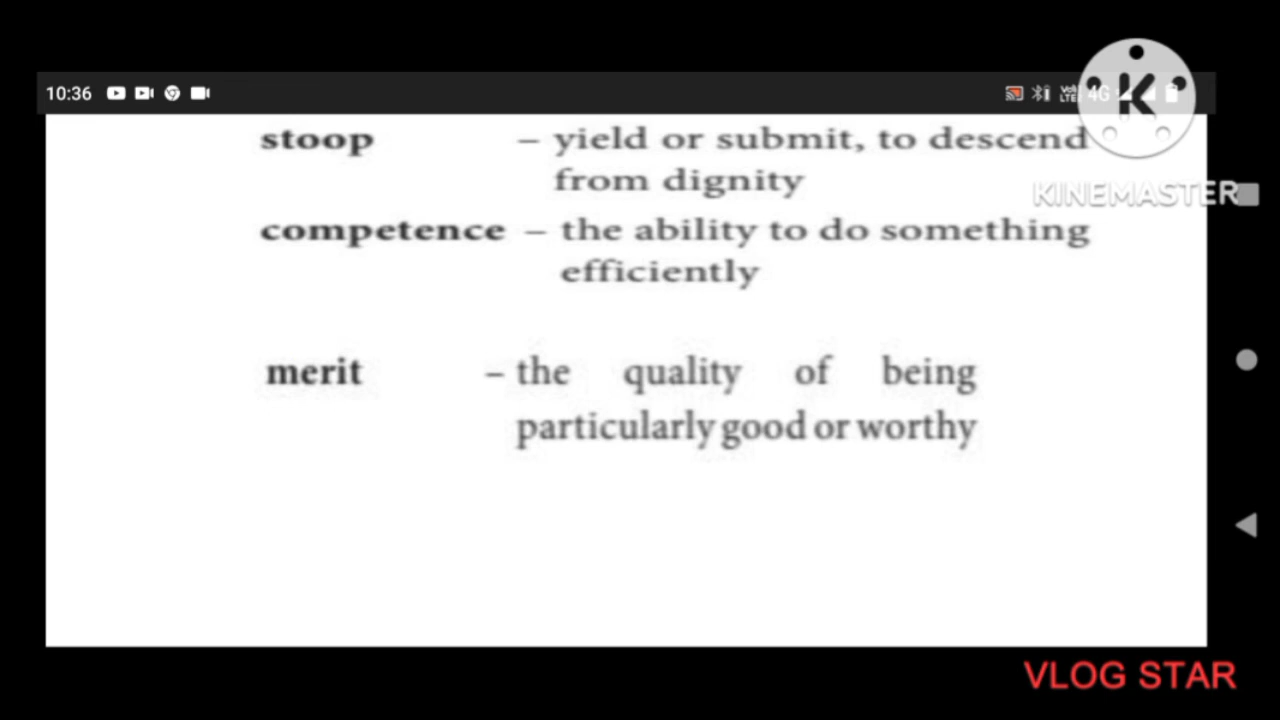 10:36
4G
KINEMASTER
stoop – yield or submit, to descend
from dignity
competence – the ability to do something
efficiently
merit – the quality of being
particularly good or worthy
VLOG STAR